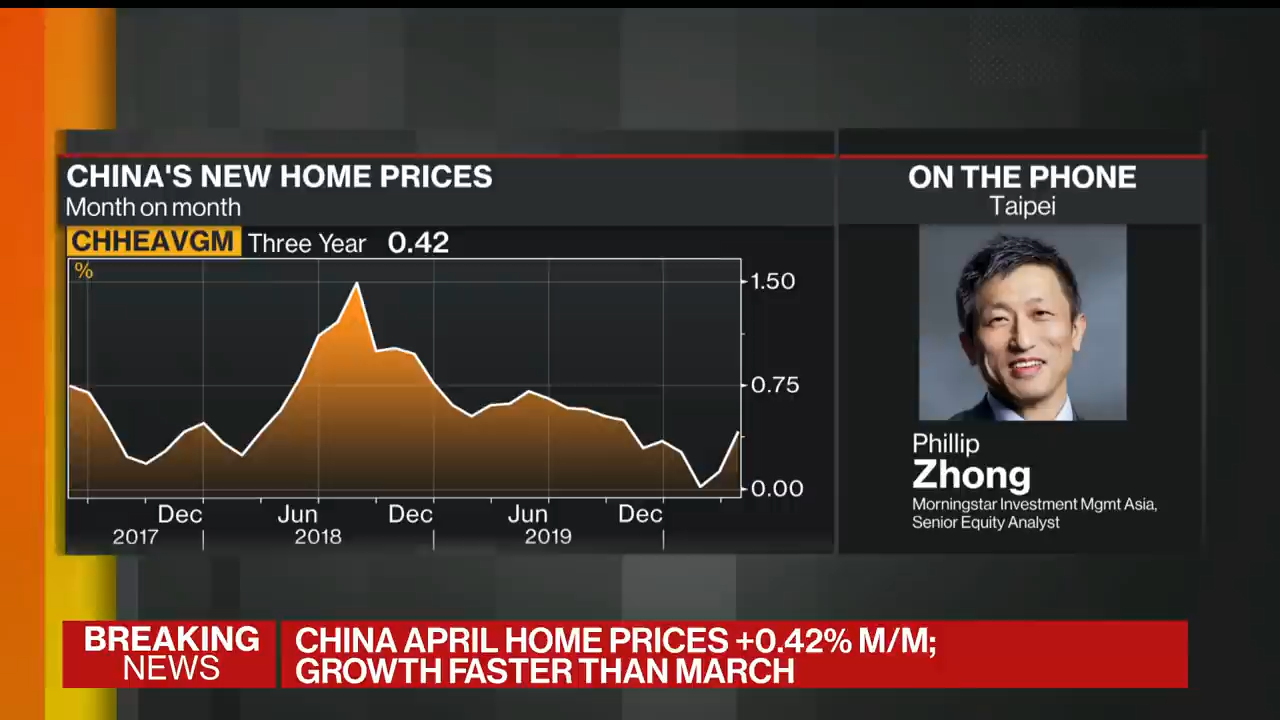 CHINA'S NEW HOME PRICES
Month on month
CHHEAVGM Three Year 0.42
%
1.50
0.75
0.00
Dec Jun Dec Jun Dec
2017 2018 2019
ON THE PHONE
Taipei
Phillip
Zhong
Morningstar Investment Mgmt Asia,
Senior Equity Analyst
BREAKING
NEWS
CHINA APRIL HOME PRICES +0.42% M/M;
GROWTH FASTER THAN MARCH